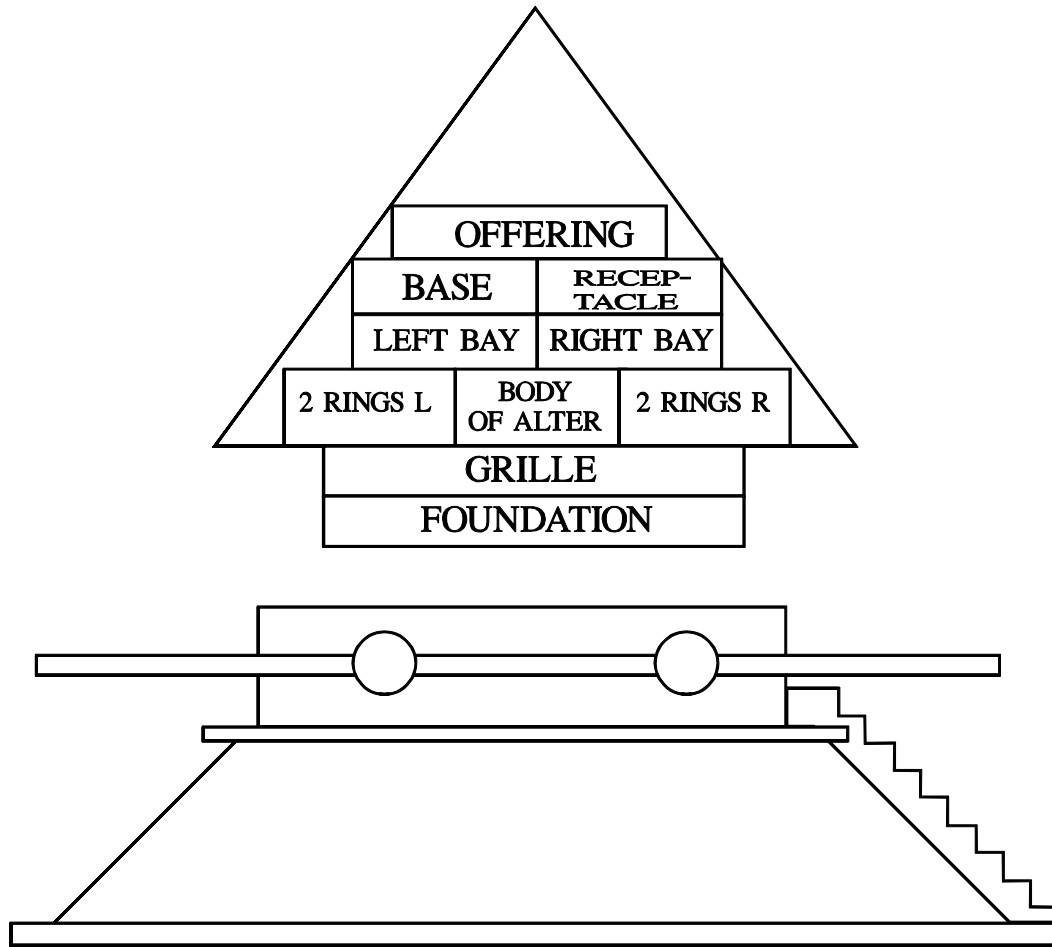 OFFERING
BASE
RECEP-
TACLE
LEFT BAY
RIGHT BAY
2 RINGS L
BODY
OF ALTER
2 RINGS R
GRILLE
FOUNDATION